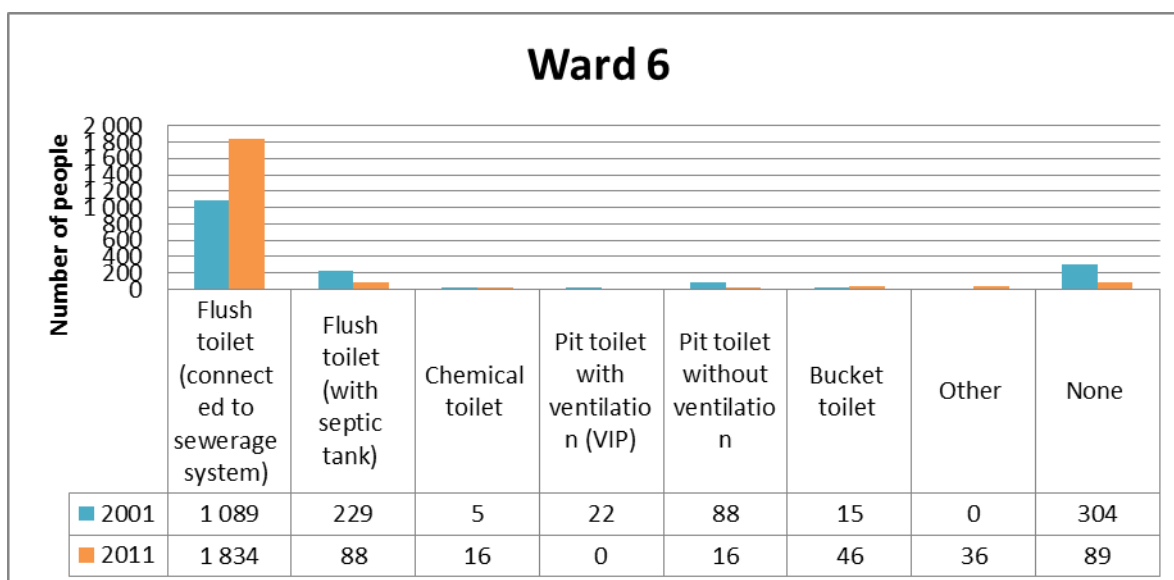 Ward 6
Number of people
2 000
1 800
1 600
1 400
1 200
1 000
800
600
400
200
0
Flush
toilet
(connect
ed to
sewerage
system)
Flush
toilet
(with
septic
tank)
Chemical
toilet
Pit toilet
with
ventilatio
n (VIP)
Pit toilet
without
ventilatio
n
Bucket
toilet
Other
None
2001 1 089 229 5 22 88 15 0 304
2011 1 834 88 16 0 16 46 36 89